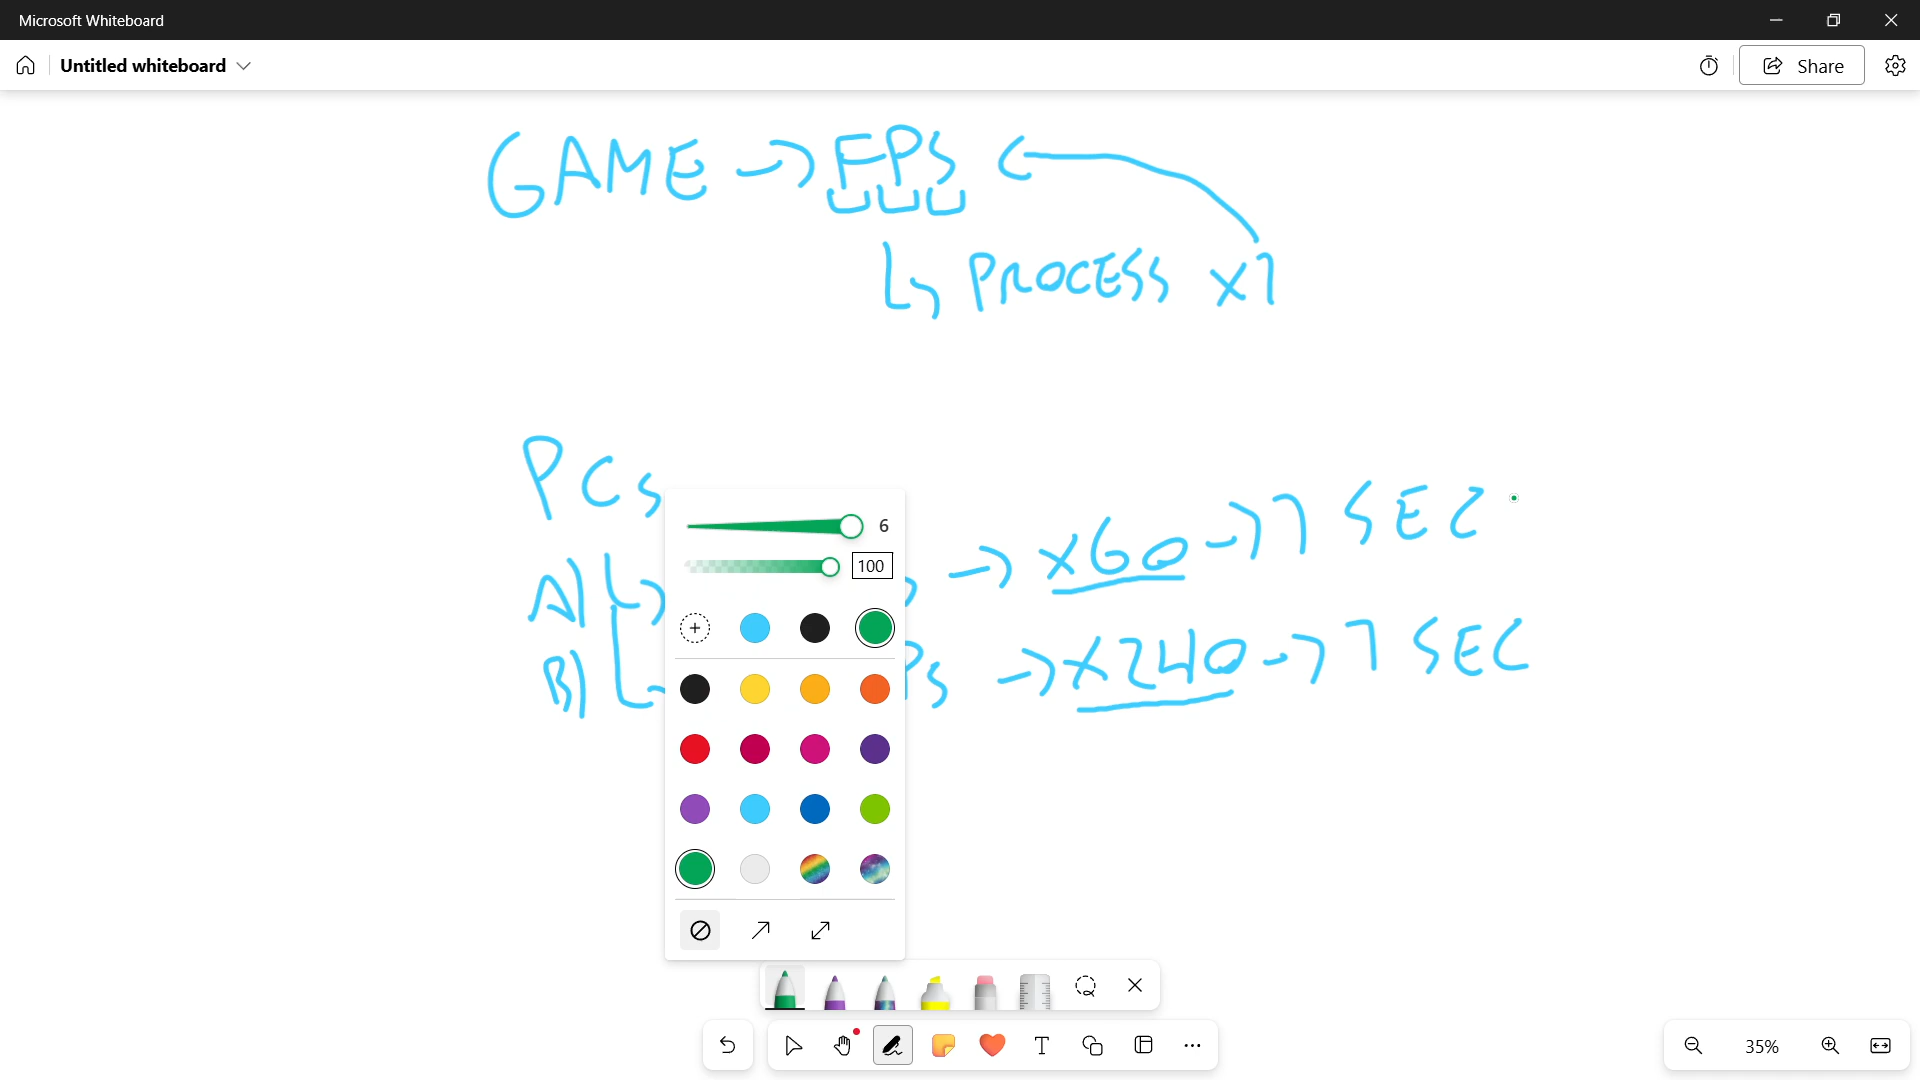 Microsoft Whiteboard
Untitled whiteboard
Share
GAME → FPS
↳ PROCESS x1
PCs
6
100
A) → x60 → 1 SEC
B) PS → x240 → 1 SEC
35%